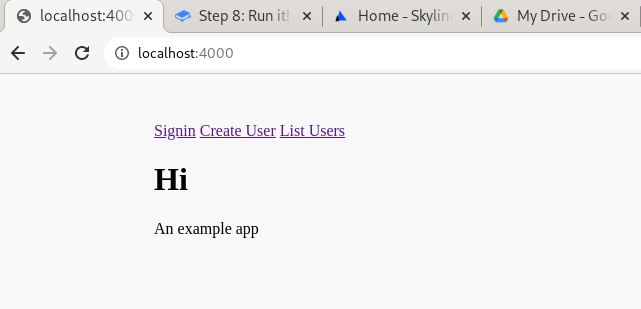 localhost:400
Step 8: Run it!
Home - Skylin
My Drive - Goo
localhost:4000
Signin Create User List Users
Hi
An example app